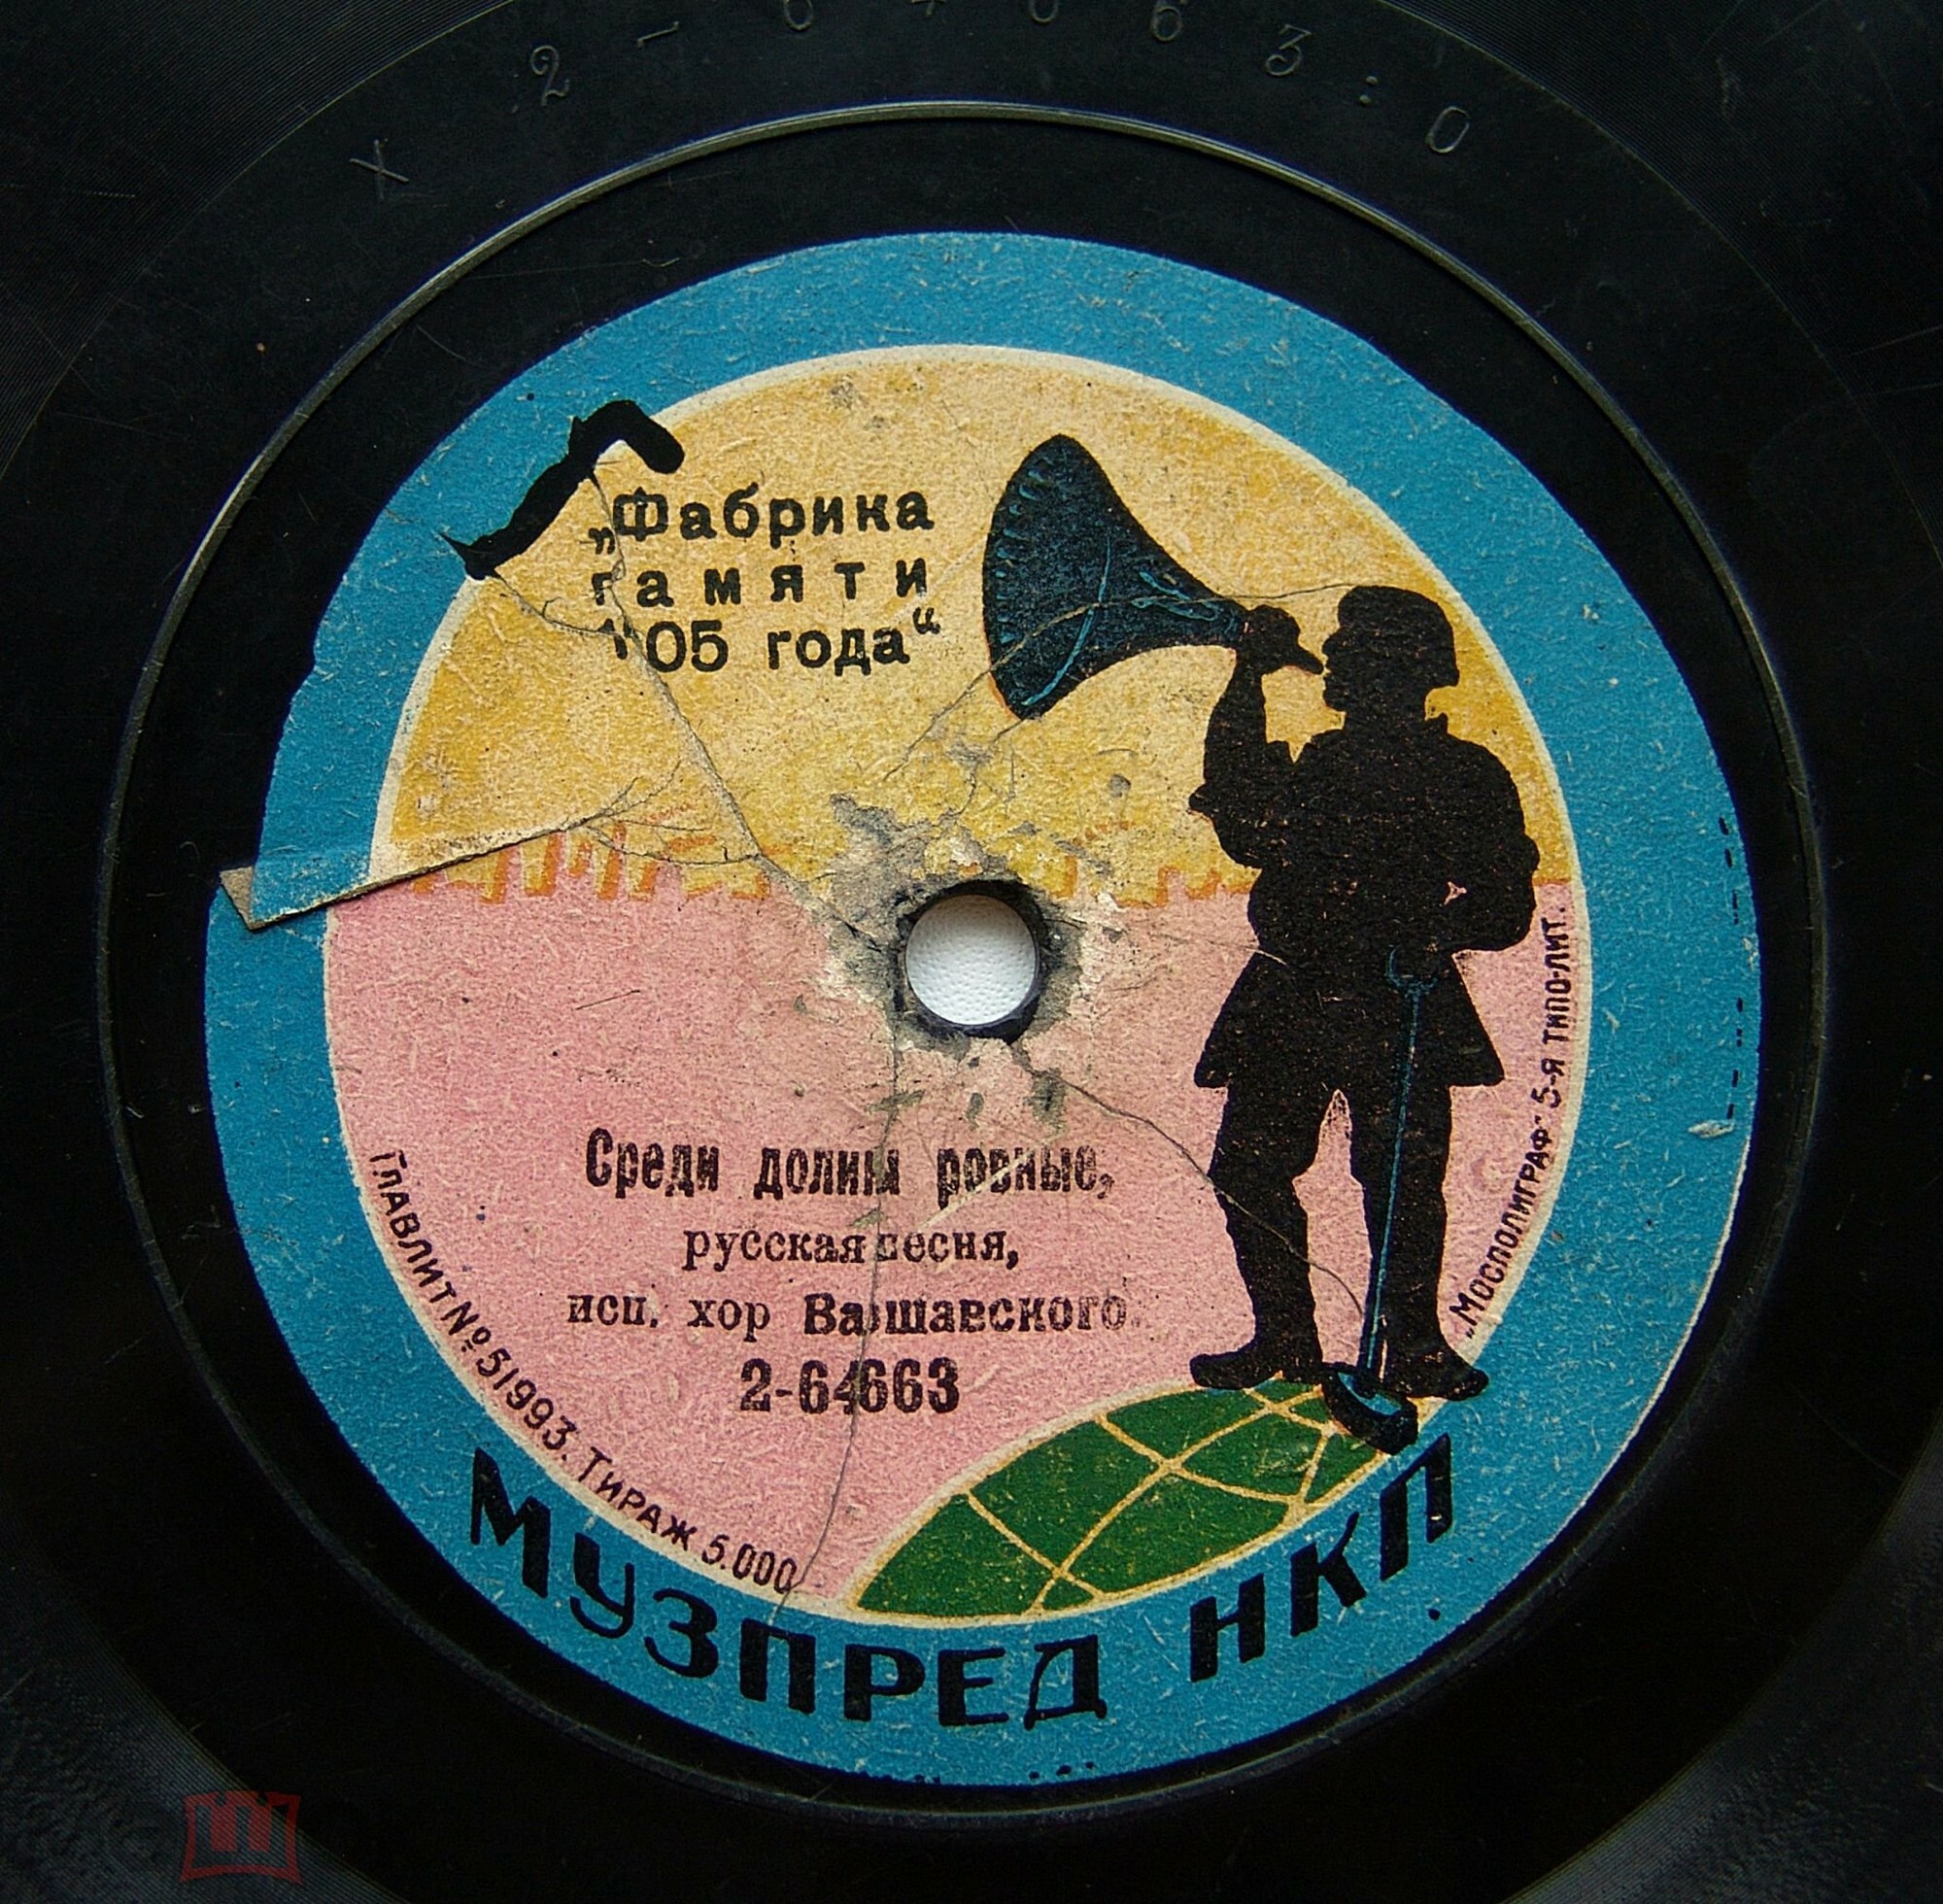 „Фабрика
памяти
1905 года“
Среди долины ровные,
русская песня,
исп. хор Варшавского
2-64663
Главлит № 51993. Тираж 5.000
„Мосполиграф“ 5-я типо-лит.
МУЗПРЕД НКП